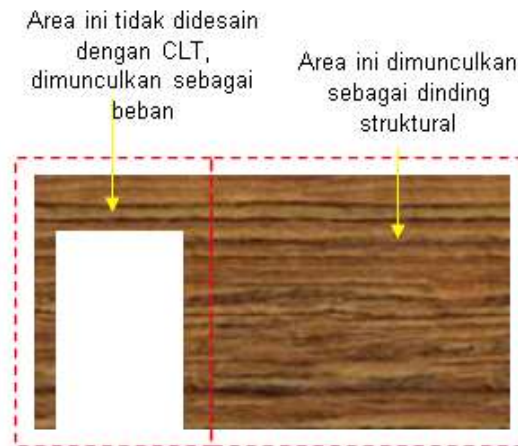 Area ini tidak didesain
dengan CLT,
dimunculkan sebagai
beban
Area ini dimunculkan
sebagai dinding
struktural